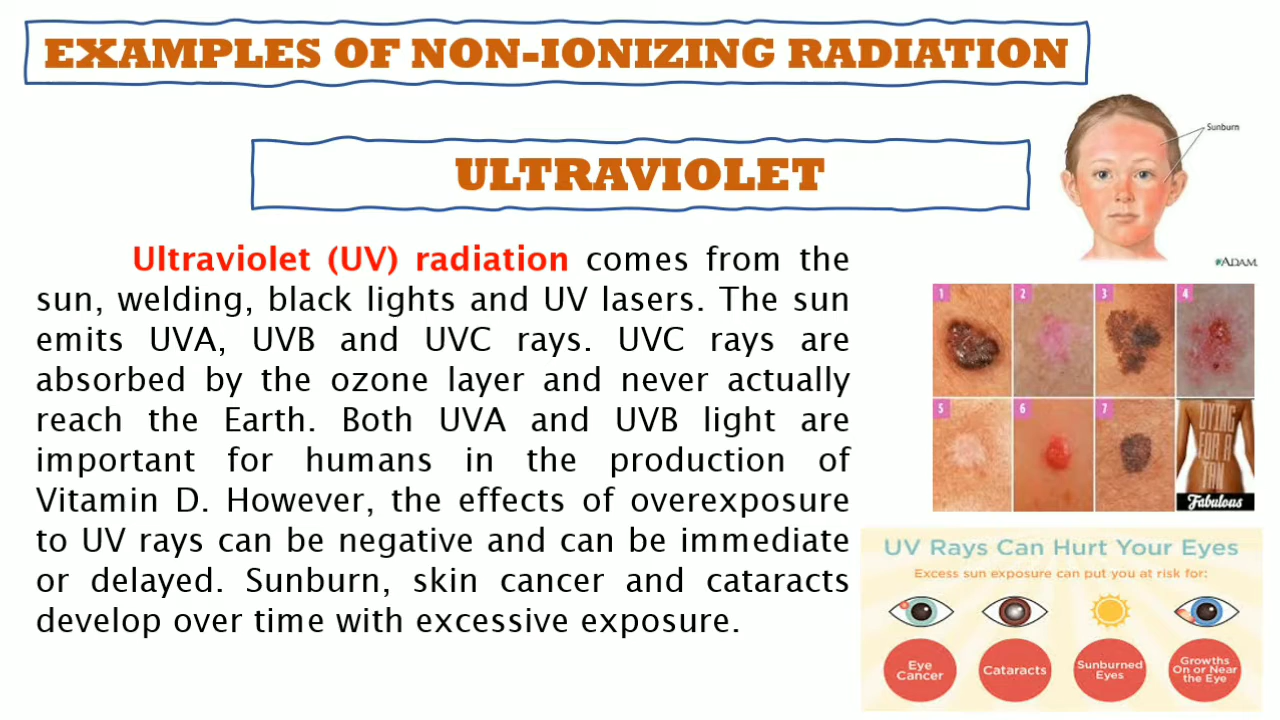 EXAMPLES OF NON-IONIZING RADIATION
ULTRAVIOLET
Ultraviolet (UV) radiation comes from the
sun, welding, black lights and UV lasers. The sun
emits UVA, UVB and UVC rays. UVC rays are
absorbed by the ozone layer and never actually
reach the Earth. Both UVA and UVB light are
important for humans in the production of
Vitamin D. However, the effects of overexposure
to UV rays can be negative and can be immediate
or delayed. Sunburn, skin cancer and cataracts
develop over time with excessive exposure.
Sunburn
ADAM
1 2 3 4
5 6 7
DYING
FOR A
TAN
Fabulous
UV Rays Can Hurt Your Eyes
Excess sun exposure can put you at risk for:
Eye
Cancer
Cataracts
Sunburned
Eyes
Growths
On or Near
the Eye